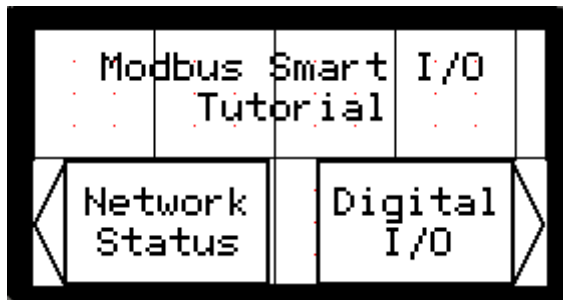 Modbus Smart I/O
Tutorial
Network
Status
Digital
I/O